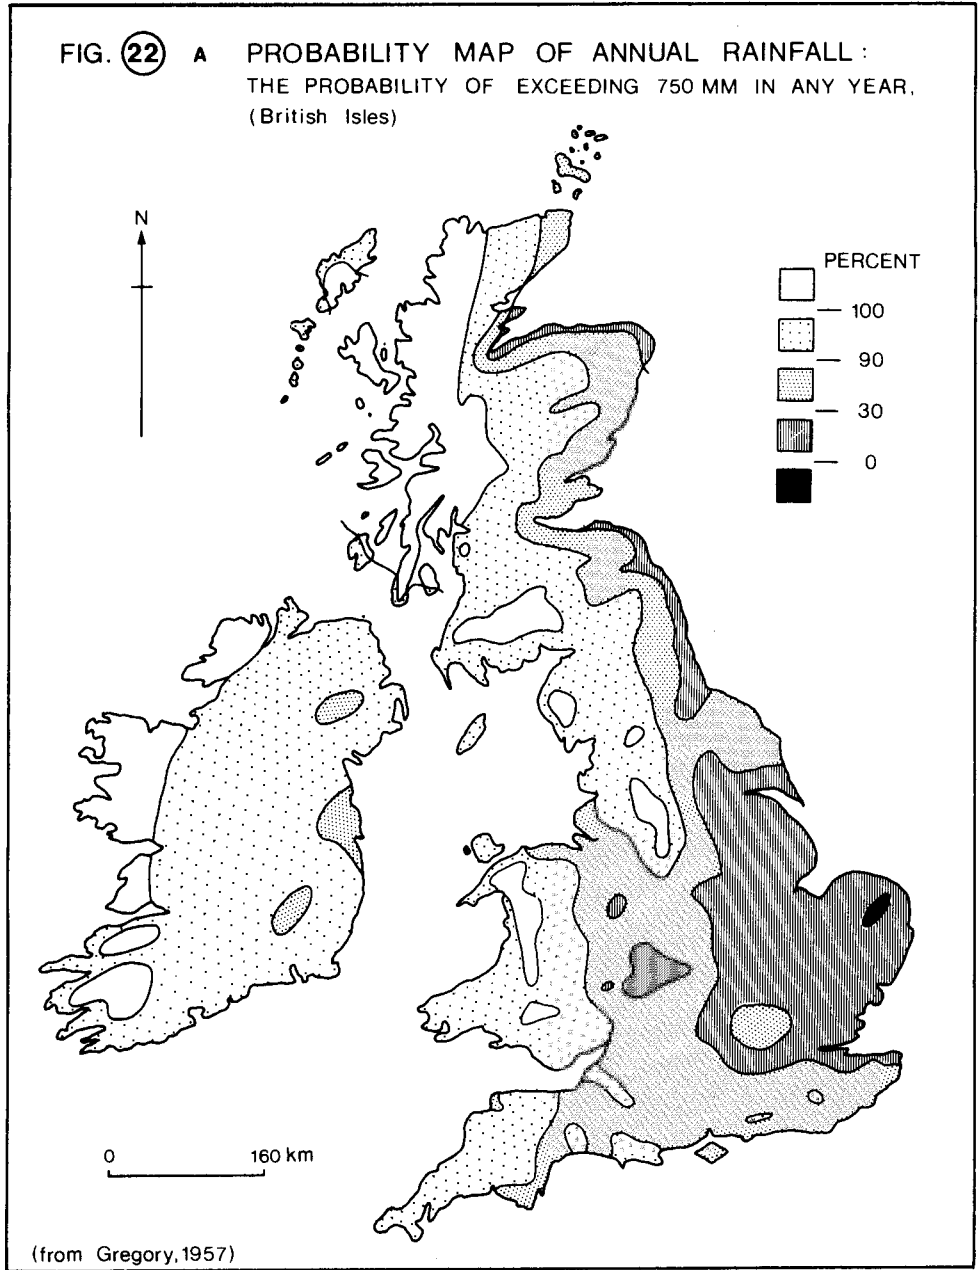 FIG. 22 A PROBABILITY MAP OF ANNUAL RAINFALL:
THE PROBABILITY OF EXCEEDING 750 MM IN ANY YEAR,
(British Isles)
N
PERCENT
100
90
30
0
0 160 km
(from Gregory, 1957)